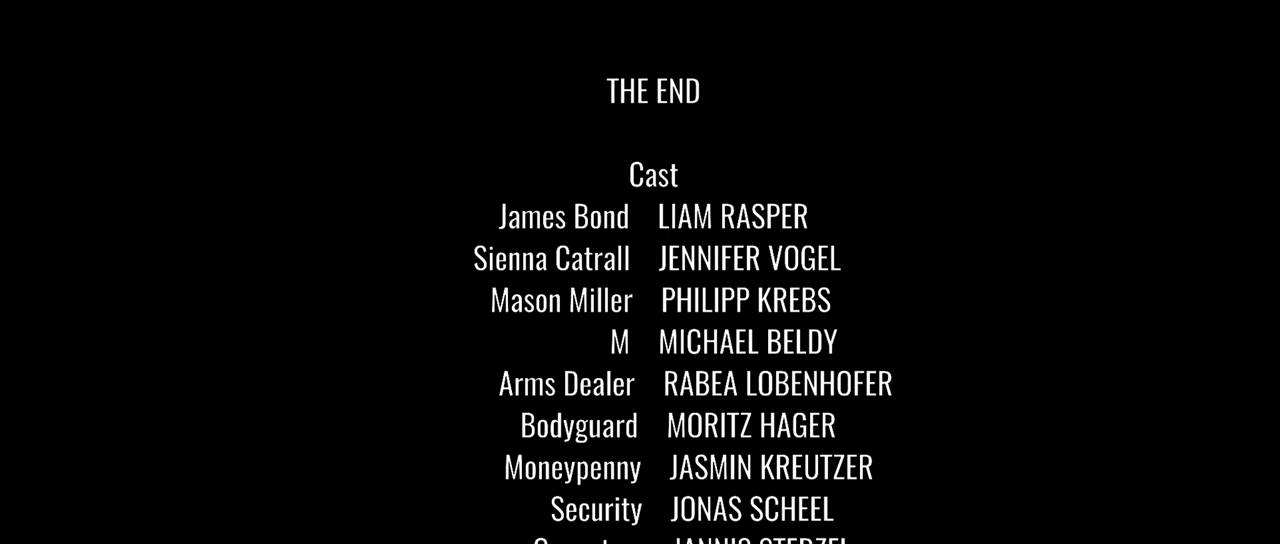 THE END
Cast
James Bond LIAM RASPER
Sienna Catrall JENNIFER VOGEL
Mason Miller PHILIPP KREBS
M MICHAEL BELDY
Arms Dealer RABEA LOBENHOFER
Bodyguard MORITZ HAGER
Moneypenny JASMIN KREUTZER
Security JONAS SCHEEL